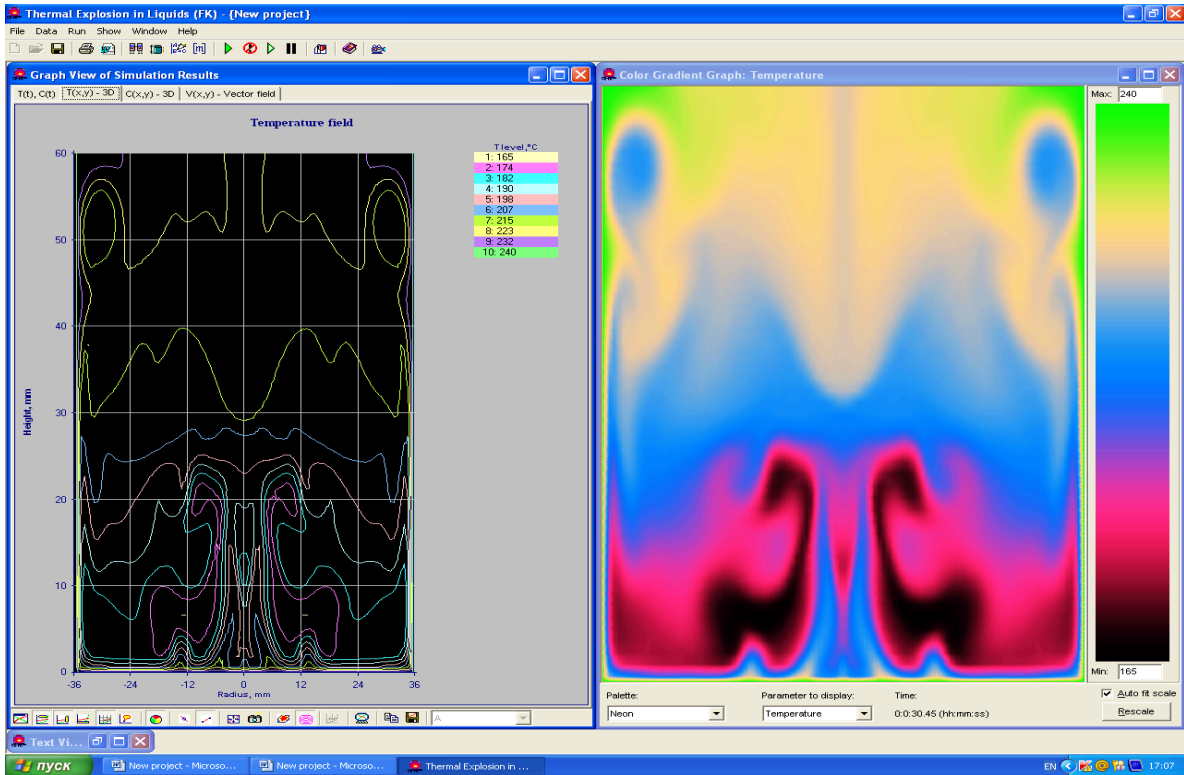 Thermal Explosion in Liquids (FK) - {New project}
File Data Run Show Window Help
Graph View of Simulation Results
T(t), C(t) T(x,y) - 3D C(x,y) - 3D V(x,y) - Vector field
Temperature field
T level,°C
1: 165
2: 174
3: 182
4: 190
5: 198
6: 207
7: 215
8: 223
9: 232
10: 240
60
50
40
30
20
10
0
Height, mm
-36 -24 -12 0 12 24 36
Radius, mm
A
Color Gradient Graph: Temperature
Max: 240
Min: 165
Palette: Parameter to display: Time:
Neon Temperature 0:0:30.45 (hh:mm:ss)
Auto fit scale
Rescale
Text Vi...
пуск New project - Microso... New project - Microso... Thermal Explosion in ... EN 17:07